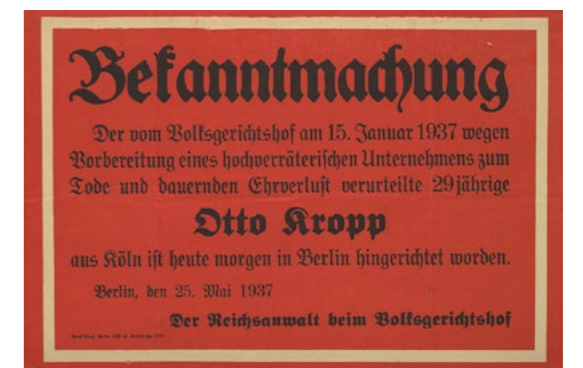 Bekanntmachung
Der vom Volksgerichtshof am 15. Januar 1937 wegen
Vorbereitung eines hochverräterischen Unternehmens zum
Tode und dauernden Ehrverlust verurteilte 29jährige
Otto Kropp
aus Köln ist heute morgen in Berlin hingerichtet worden.
Berlin, den 25. Mai 1937
Der Reichsanwalt beim Volksgerichtshof